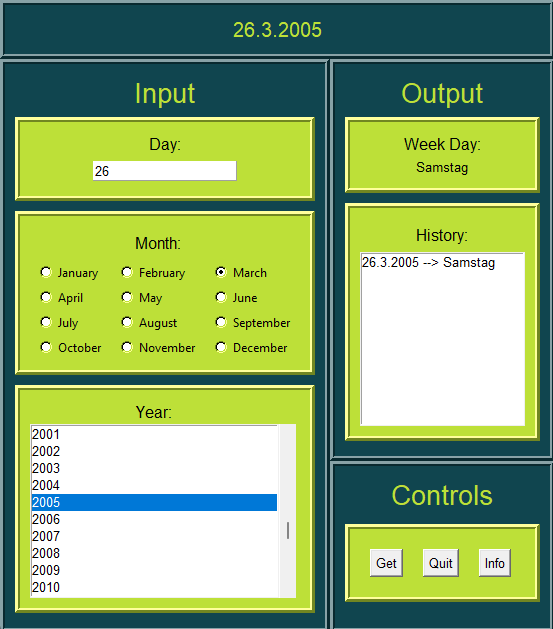 26.3.2005
Input
Day:
26
Month:
January February March
April May June
July August September
October November December
Year:
2001
2002
2003
2004
2005
2006
2007
2008
2009
2010
Output
Week Day:
Samstag
History:
26.3.2005 --> Samstag
Controls
Get Quit Info